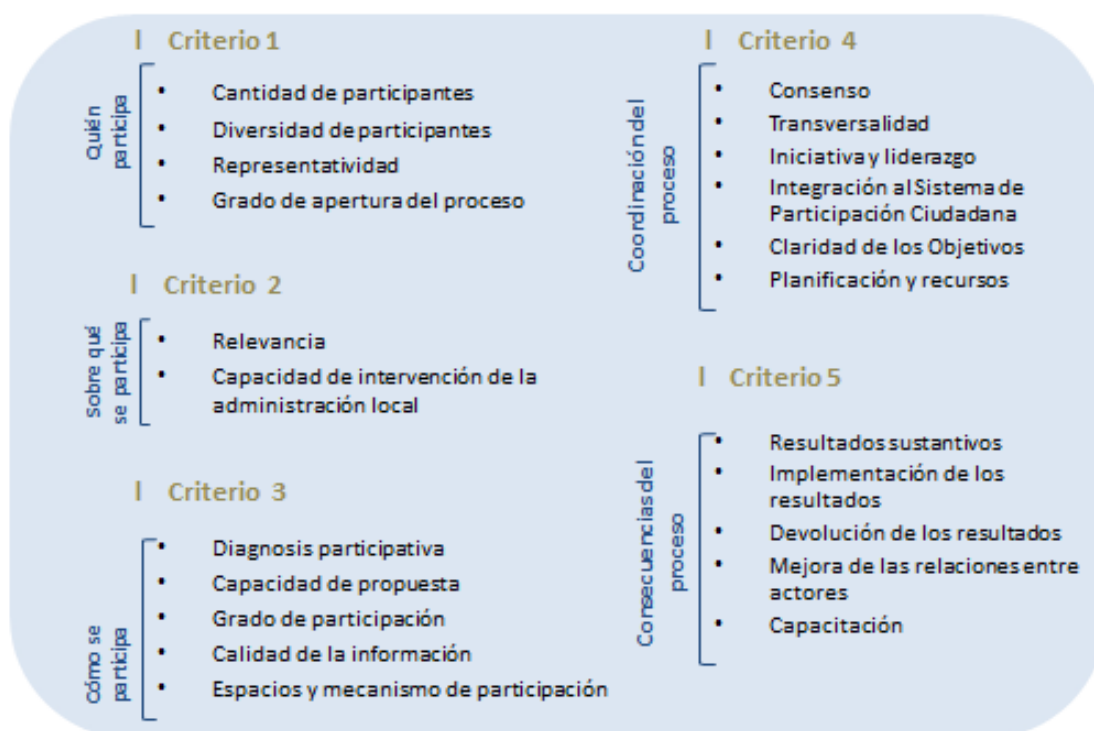 I Criterio 1
Quién
participa
• Cantidad de participantes
• Diversidad de participantes
• Representatividad
• Grado de apertura del proceso
I Criterio 2
Sobre qué
se participa
• Relevancia
• Capacidad de intervención de la
administración local
I Criterio 3
Cómo se
participa
• Diagnosis participativa
• Capacidad de propuesta
• Grado de participación
• Calidad de la información
• Espacios y mecanismo de participación
I Criterio 4
Coordinación del
proceso
• Consenso
• Transversalidad
• Iniciativa y liderazgo
• Integración al Sistema de
Participación Ciudadana
• Claridad de los Objetivos
• Planificación y recursos
I Criterio 5
Consecuencias del
proceso
• Resultados sustantivos
• Implementación de los
resultados
• Devolución de los resultados
• Mejora de las relaciones entre
actores
• Capacitación